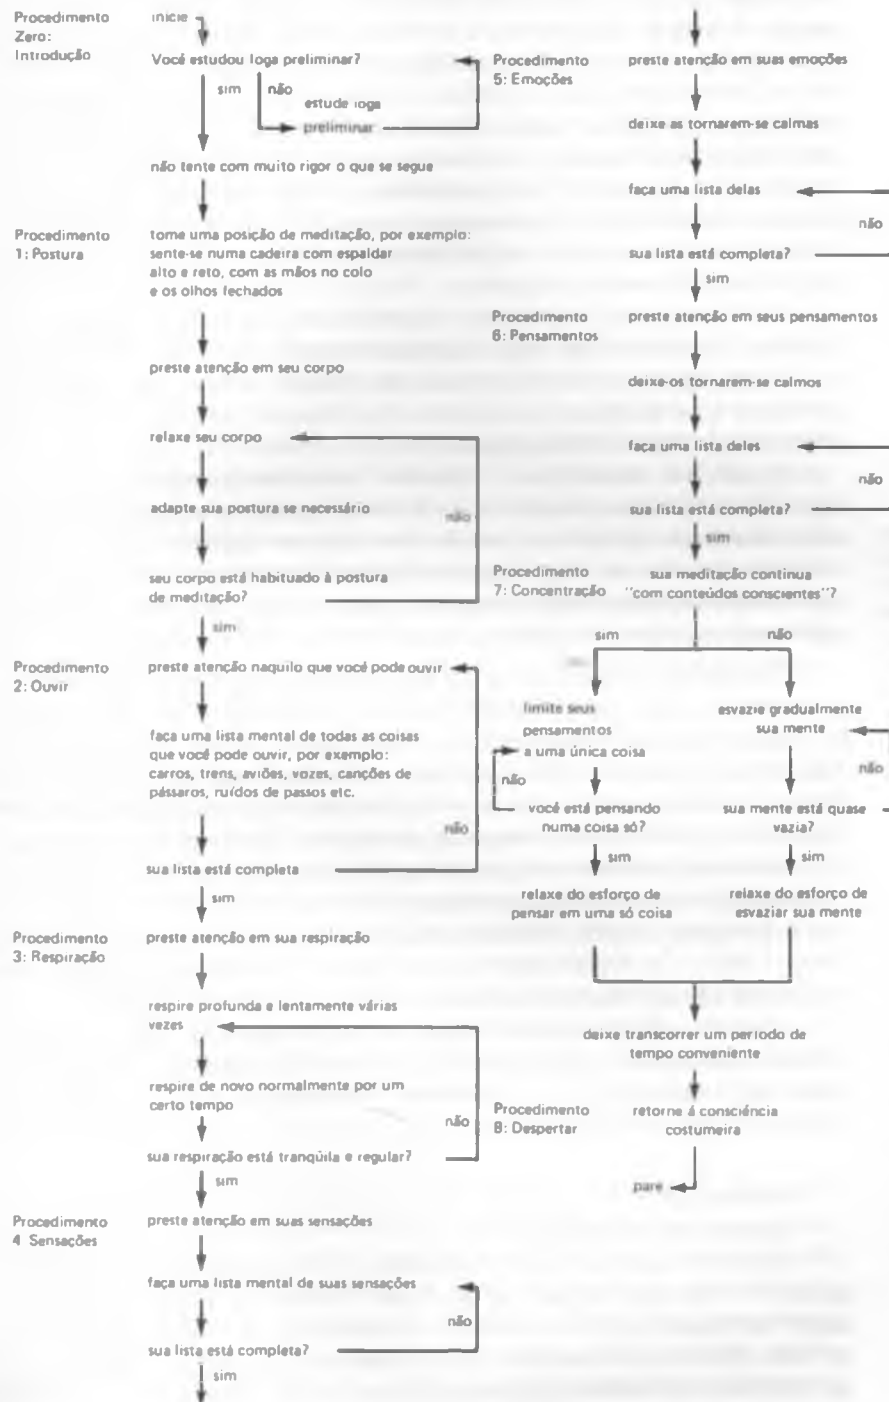 Procedimento
Zero:
Introdução
inicie
Você estudou Ioga preliminar?
sim
não
estude ioga
preliminar
não tente com muito rigor o que se segue
Procedimento
1: Postura
tome uma posição de meditação, por exemplo:
sente-se numa cadeira com espaldar
alto e reto, com as mãos no colo
e os olhos fechados
preste atenção em seu corpo
relaxe seu corpo
adapte sua postura se necessário
não
seu corpo está habituado à postura
de meditação?
sim
Procedimento
2: Ouvir
preste atenção naquilo que você pode ouvir
faça uma lista mental de todas as coisas
que você pode ouvir, por exemplo:
carros, trens, aviões, vozes, canções de
pássaros, ruídos de passos etc.
não
sua lista está completa
sim
Procedimento
3: Respiração
preste atenção em sua respiração
respire profunda e lentamente várias
vezes
respire de novo normalmente por um
certo tempo
não
sua respiração está tranqüila e regular?
sim
Procedimento
4 Sensações
preste atenção em suas sensações
faça uma lista mental de suas sensações
não
sua lista está completa?
sim
Procedimento
5: Emoções
preste atenção em suas emoções
deixe as tornarem-se calmas
faça uma lista delas
não
sua lista está completa?
sim
Procedimento
6: Pensamentos
preste atenção em seus pensamentos
deixe-os tornarem-se calmos
faça uma lista deles
não
sua lista está completa?
sim
Procedimento
7: Concentração
sua meditação continua
"com conteúdos conscientes"?
sim
não
limite seus
pensamentos
a uma única coisa
não
você está pensando
numa coisa só?
sim
relaxe do esforço de
pensar em uma só coisa
esvazie gradualmente
sua mente
não
sua mente está quase
vazia?
sim
relaxe do esforço de
esvaziar sua mente
deixe transcorrer um período de
tempo conveniente
Procedimento
8: Despertar
retorne á consciência
costumeira
pare